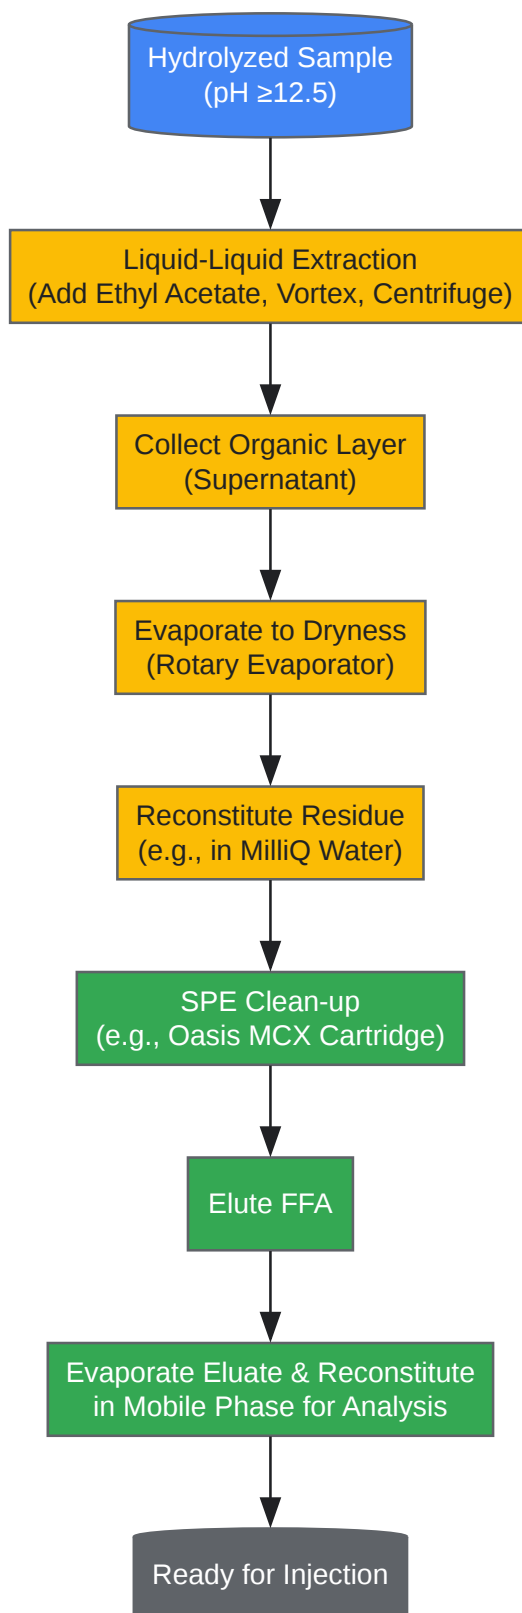 Hydrolyzed Sample
(pH ≥12.5)
Liquid-Liquid Extraction
(Add Ethyl Acetate, Vortex, Centrifuge)
Collect Organic Layer
(Supernatant)
Evaporate to Dryness
(Rotary Evaporator)
Reconstitute Residue
(e.g., in MilliQ Water)
SPE Clean-up
(e.g., Oasis MCX Cartridge)
Elute FFA
Evaporate Eluate & Reconstitute
in Mobile Phase for Analysis
Ready for Injection